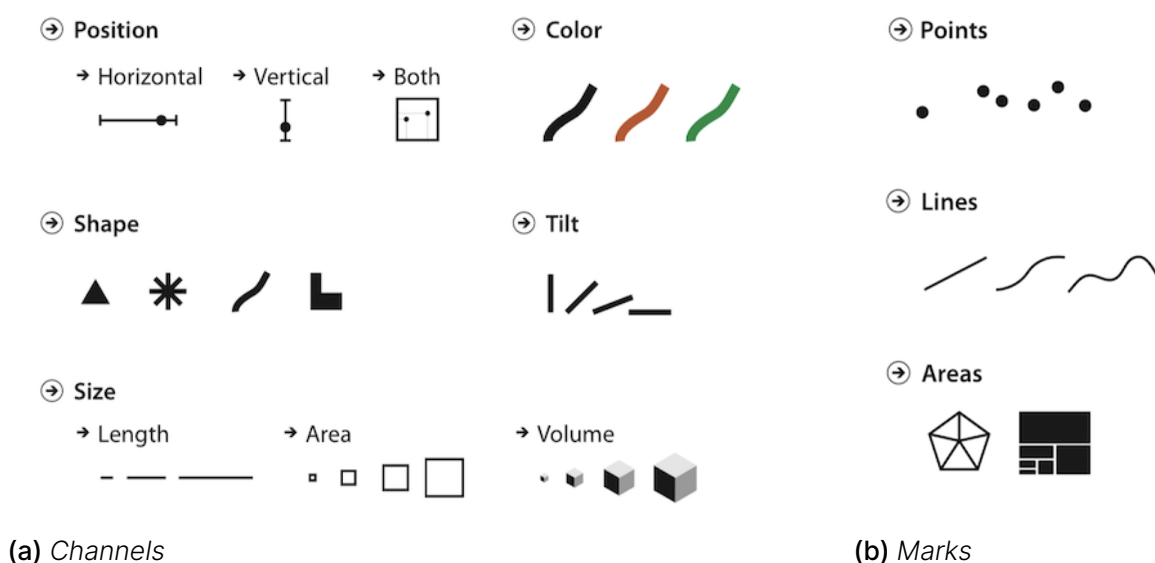 Position
Horizontal
Vertical
Both
Color
Shape
Tilt
Size
Length
Area
Volume
(a) Channels
Points
Lines
Areas
(b) Marks